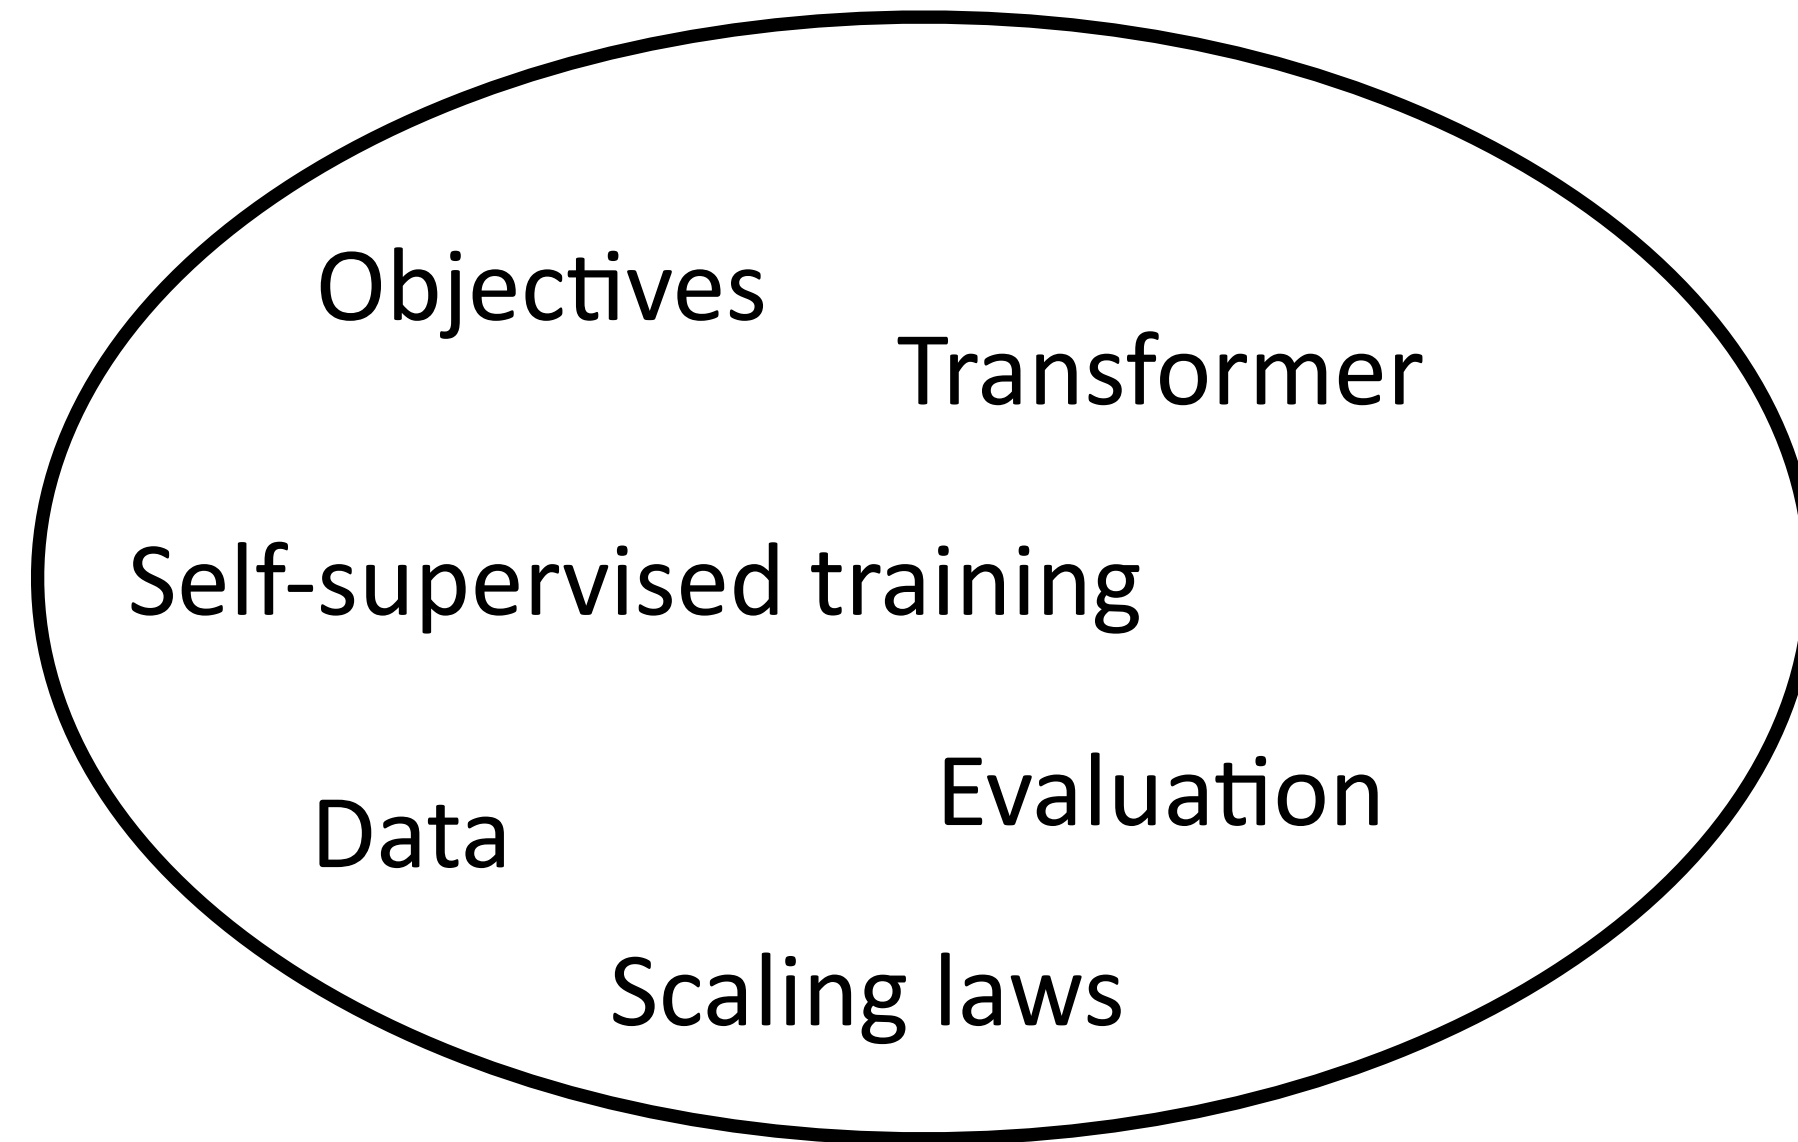 Objectives
Transformer
Self-supervised training
Evaluation
Data
Scaling laws